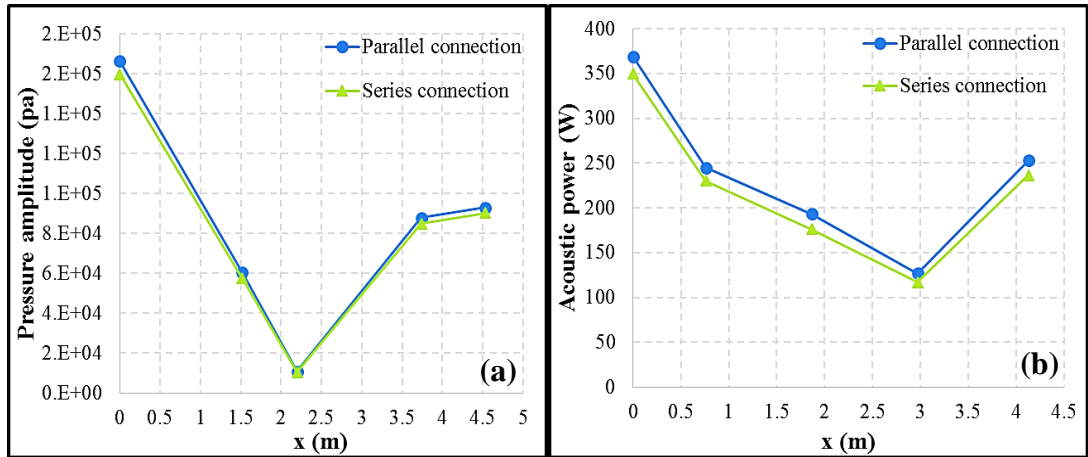 Pressure amplitude (pa)
2.E+05
2.E+05
1.E+05
1.E+05
1.E+05
8.E+04
6.E+04
4.E+04
2.E+04
0.E+00
Parallel connection
Series connection
(a)
0 0.5 1 1.5 2 2.5 3 3.5 4 4.5 5
x (m)
Acoustic power (W)
400
350
300
250
200
150
100
50
0
Parallel connection
Series connection
(b)
0 0.5 1 1.5 2 2.5 3 3.5 4 4.5
x (m)